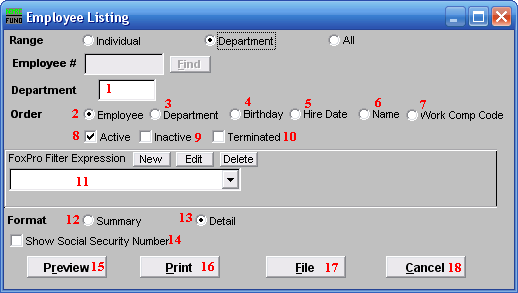 FUND Employee Listing
Range Individual Department All
Employee # Find
Department 1
Order 2 Employee 3 Department 4 Birthday 5 Hire Date 6 Name 7 Work Comp Code
8 Active Inactive 9 Terminated 10
FoxPro Filter Expression New Edit Delete
11
Format 12 Summary 13 Detail
Show Social Security Number 14
Preview 15 Print 16 File 17 Cancel 18